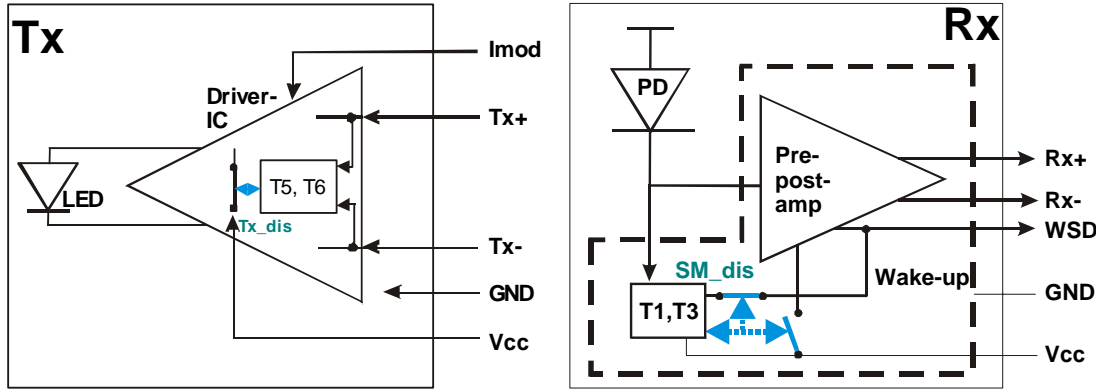 Tx
Imod
Driver-
IC
Tx+
LED
T5, T6
Tx_dis
Tx-
GND
Vcc
Rx
PD
Pre-
post-
amp
Rx+
Rx-
WSD
SM_dis
Wake-up
T1,T3
GND
Vcc